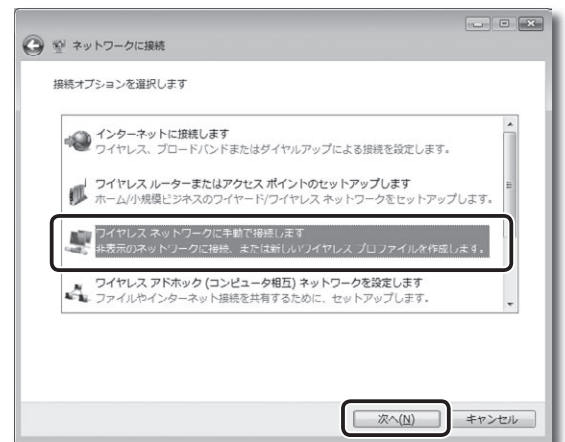 ネットワークに接続
接続オプションを選択します
インターネットに接続します
ワイヤレス、ブロードバンドまたはダイヤルアップによる接続を設定します。
ワイヤレス ルーターまたはアクセス ポイントのセットアップします
ホーム/小規模ビジネスのワイヤード/ワイヤレス ネットワークをセットアップします。
ワイヤレス ネットワークに手動で接続します
非表示のネットワークに接続、または新しいワイヤレス プロファイルを作成します。
ワイヤレス アドホック (コンピュータ相互) ネットワークを設定します
ファイルやインターネット接続を共有するために、セットアップします。
次へ(N)
キャンセル